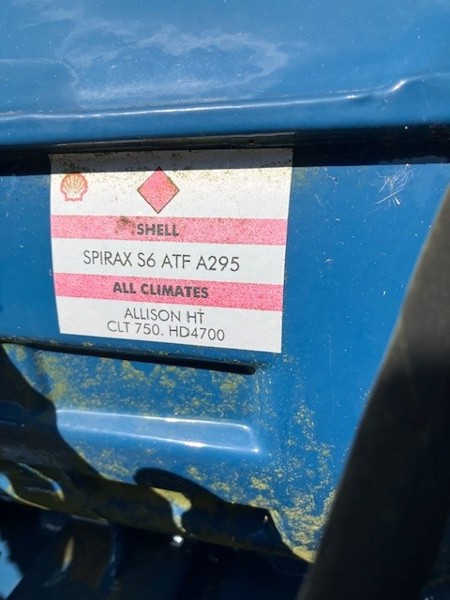 SHELL
SPIRAX S6 ATF A295
ALL CLIMATES
ALLISON HT
CLT 750. HD4700